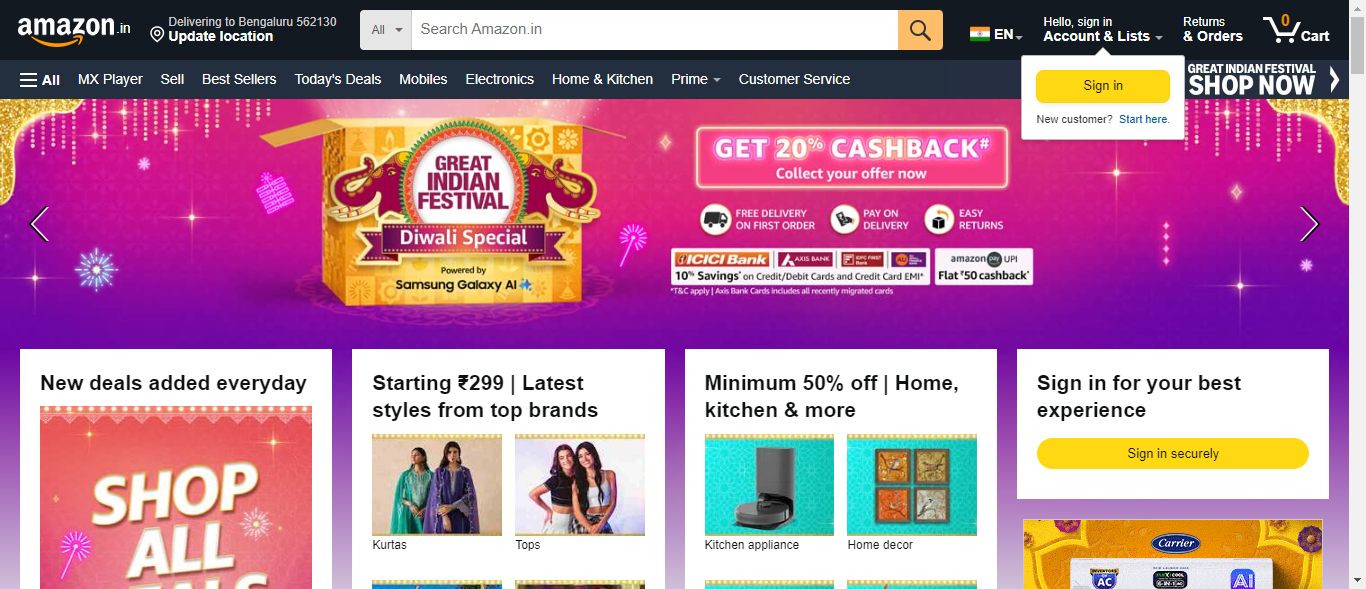 amazon.in
Delivering to Bengaluru 562130
Update location
All
Search Amazon.in
EN
Hello, sign in
Account & Lists
Returns
& Orders
0
Cart
All
MX Player
Sell
Best Sellers
Today's Deals
Mobiles
Electronics
Home & Kitchen
Prime
Customer Service
Sign in
New customer? Start here.
GREAT INDIAN FESTIVAL
SHOP NOW
GREAT
INDIAN
FESTIVAL
Diwali Special
Powered by
Samsung Galaxy AI
GET 20% CASHBACK#
Collect your offer now
FREE DELIVERY
ON FIRST ORDER
PAY ON
DELIVERY
EASY
RETURNS
ICICI Bank
AXIS BANK
IDFC FIRST
Bank
AU
10% Savings* on Credit/Debit Cards and Credit Card EMI*
amazon pay UPI
Flat ₹50 cashback*
*T&C apply | Axis Bank Cards includes all recently migrated cards
New deals added everyday
SHOP
ALL
Starting ₹299 | Latest
styles from top brands
Kurtas
Tops
Minimum 50% off | Home,
kitchen & more
Kitchen appliance
Home decor
Sign in for your best
experience
Sign in securely
Carrier
INVENTORS
AC
AI